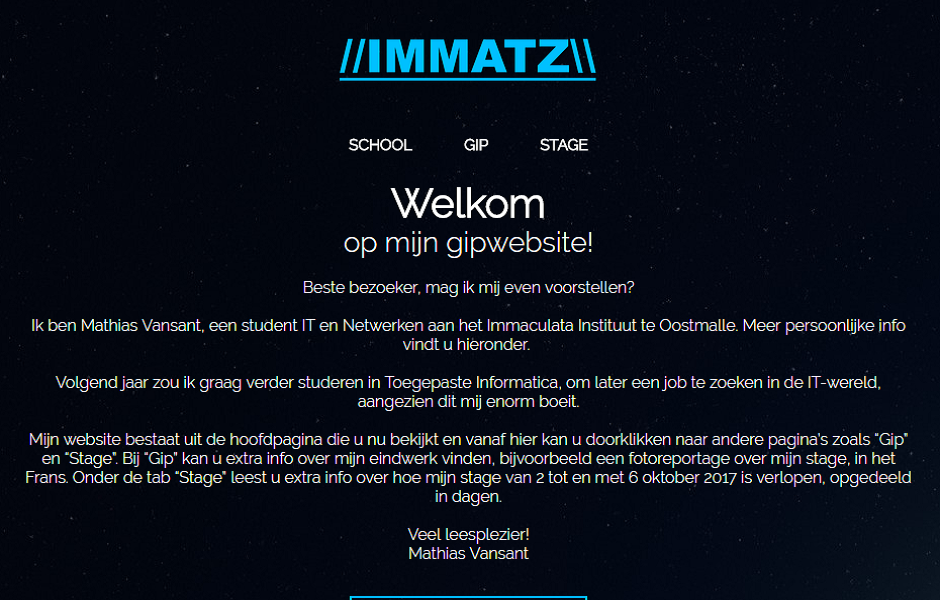 //IMMATZ\\
SCHOOL GIP STAGE
Welkom
op mijn gipwebsite!
Beste bezoeker, mag ik mij even voorstellen?
Ik ben Mathias Vansant, een student IT en Netwerken aan het Immaculata Instituut te Oostmalle. Meer persoonlijke info
vindt u hieronder.
Volgend jaar zou ik graag verder studeren in Toegepaste Informatica, om later een job te zoeken in de IT-wereld,
aangezien dit mij enorm boeit.
Mijn website bestaat uit de hoofdpagina die u nu bekijkt en vanaf hier kan u doorklikken naar andere pagina's zoals “Gip”
en “Stage”. Bij “Gip” kan u extra info over mijn eindwerk vinden, bijvoorbeeld een fotoreportage over mijn stage, in het
Frans. Onder de tab “Stage” leest u extra info over hoe mijn stage van 2 tot en met 6 oktober 2017 is verlopen, opgedeeld
in dagen.
Veel leesplezier!
Mathias Vansant